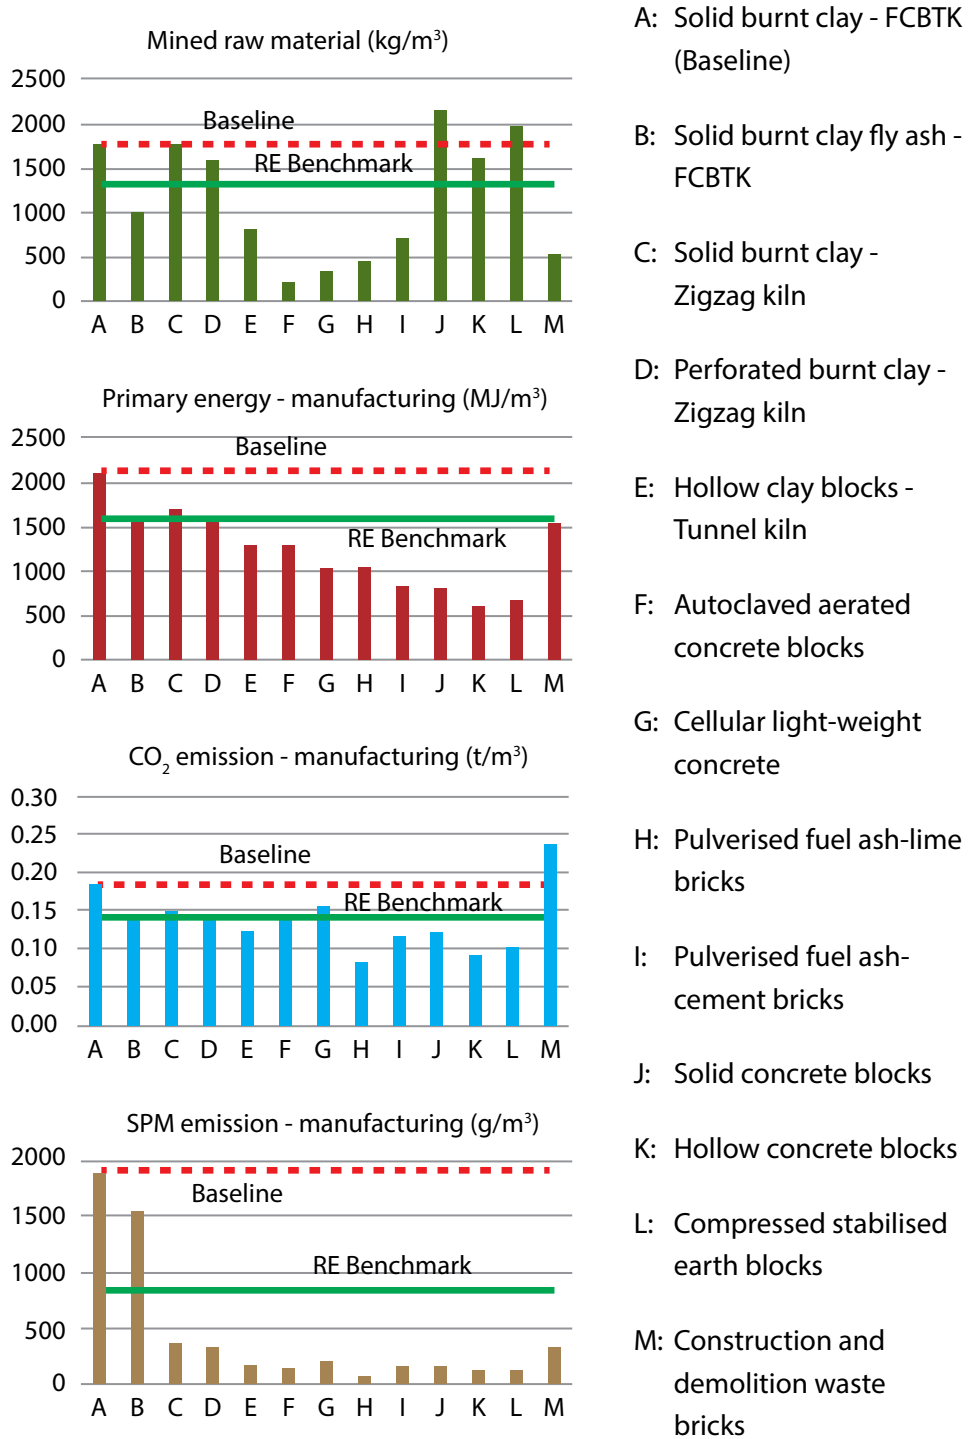 Mined raw material (kg/m³)
2500
2000
1500
1000
500
0
Baseline
RE Benchmark
A B C D E F G H I J K L M
Primary energy - manufacturing (MJ/m³)
2500
2000
1500
1000
500
0
Baseline
RE Benchmark
A B C D E F G H I J K L M
CO₂ emission - manufacturing (t/m³)
0.30
0.25
0.20
0.15
0.10
0.05
0.00
Baseline
RE Benchmark
A B C D E F G H I J K L M
SPM emission - manufacturing (g/m³)
2000
1500
1000
500
0
Baseline
RE Benchmark
A B C D E F G H I J K L M
A: Solid burnt clay - FCBTK
(Baseline)
B: Solid burnt clay fly ash -
FCBTK
C: Solid burnt clay -
Zigzag kiln
D: Perforated burnt clay -
Zigzag kiln
E: Hollow clay blocks -
Tunnel kiln
F: Autoclaved aerated
concrete blocks
G: Cellular light-weight
concrete
H: Pulverised fuel ash-lime
bricks
I: Pulverised fuel ash-
cement bricks
J: Solid concrete blocks
K: Hollow concrete blocks
L: Compressed stabilised
earth blocks
M: Construction and
demolition waste
bricks